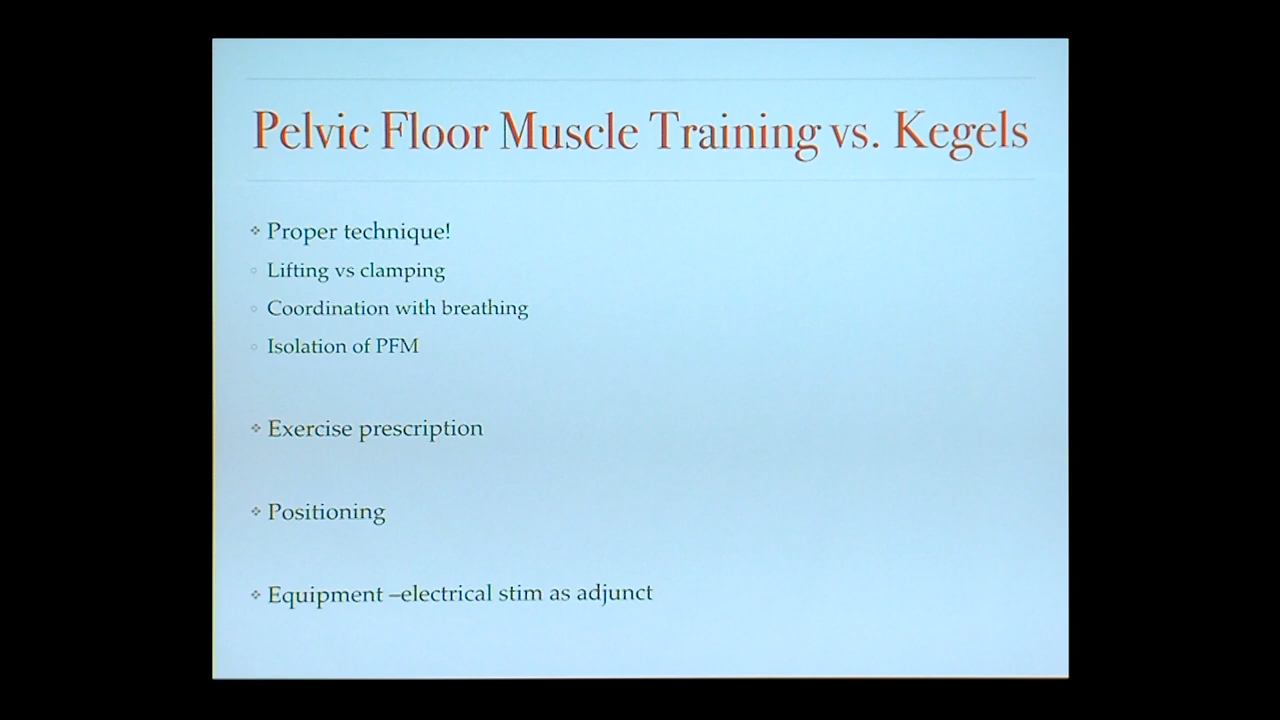 Pelvic Floor Muscle Training vs. Kegels
Proper technique!
Lifting vs clamping
Coordination with breathing
Isolation of PFM
Exercise prescription
Positioning
Equipment –electrical stim as adjunct